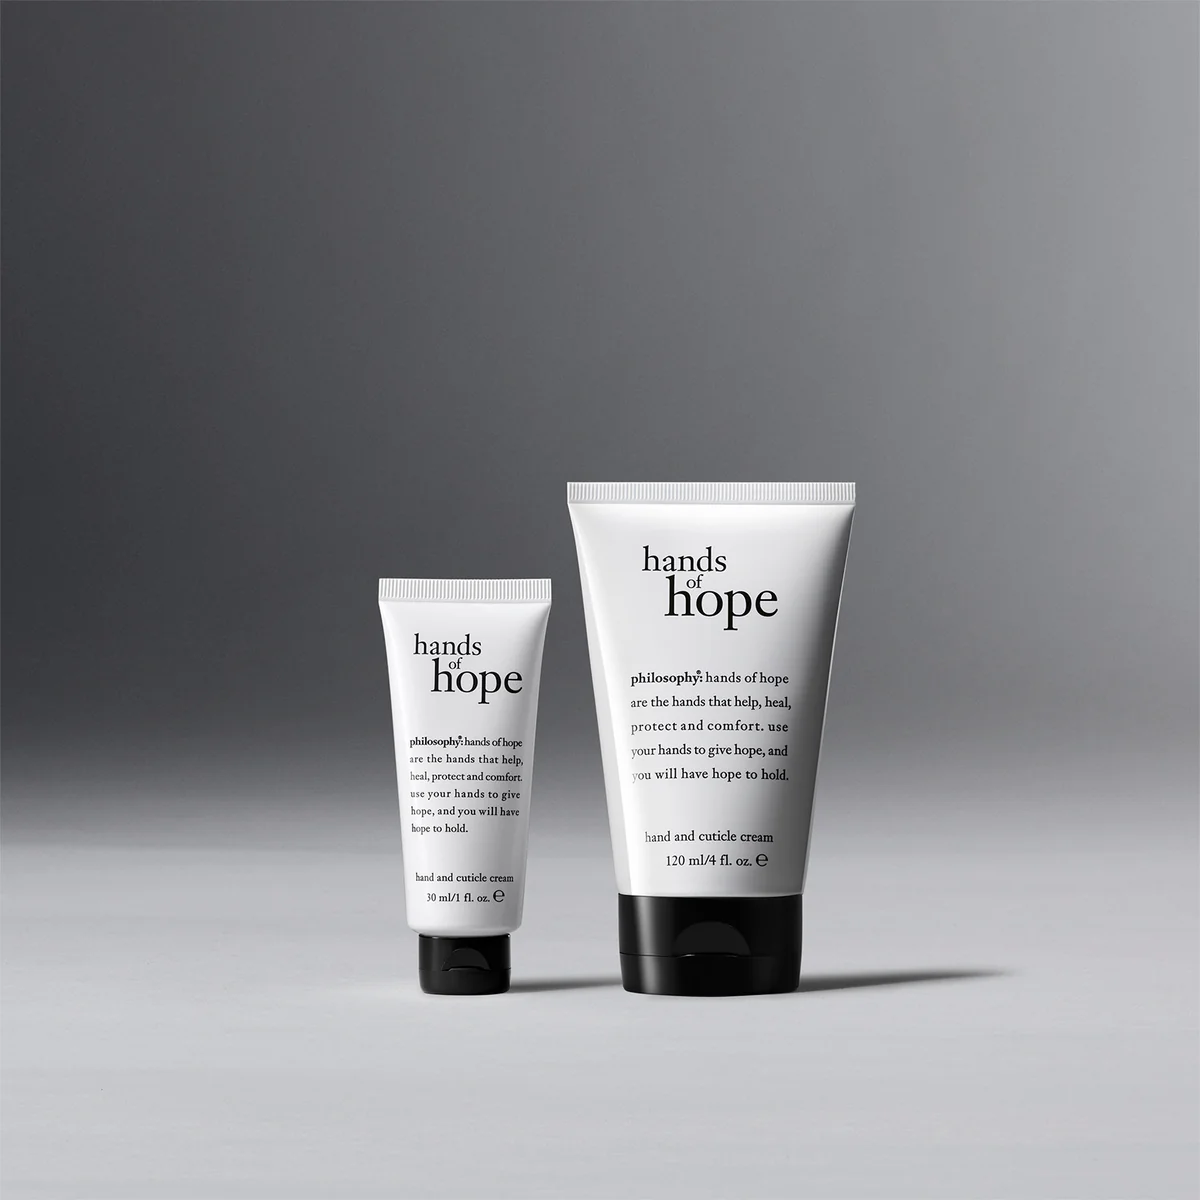 hands
of
hope
philosophy®: hands of hope
are the hands that help,
heal, protect and comfort.
use your hands to give
hope, and you will have
hope to hold.
hand and cuticle cream
30 ml/1 fl. oz. ℮
hands
of
hope
philosophy®: hands of hope
are the hands that help, heal,
protect and comfort. use
your hands to give hope, and
you will have hope to hold.
hand and cuticle cream
120 ml/4 fl. oz. ℮